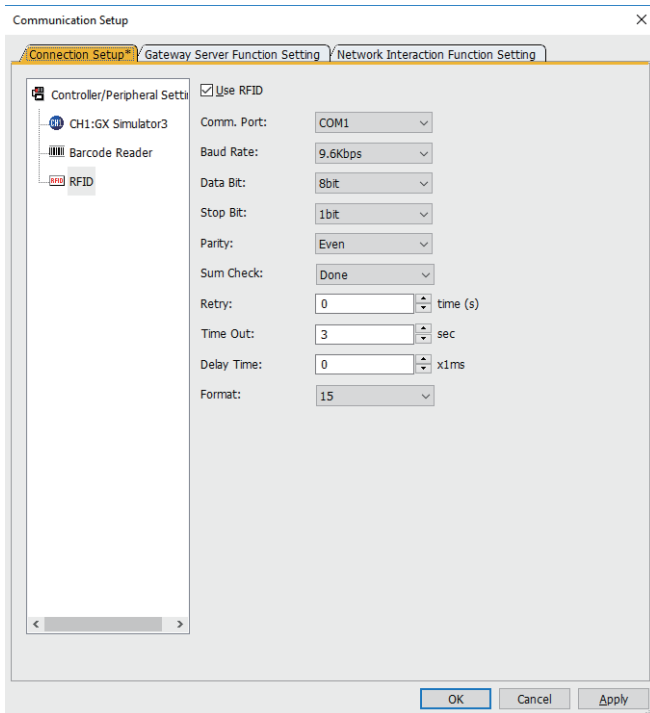 Communication Setup
Connection Setup* Gateway Server Function Setting Network Interaction Function Setting
Controller/Peripheral Setti
CH1 CH1:GX Simulator3
Barcode Reader
RFID RFID
Use RFID
Comm. Port: COM1
Baud Rate: 9.6Kbps
Data Bit: 8bit
Stop Bit: 1bit
Parity: Even
Sum Check: Done
Retry: 0 time (s)
Time Out: 3 sec
Delay Time: 0 x1ms
Format: 15
OK Cancel Apply